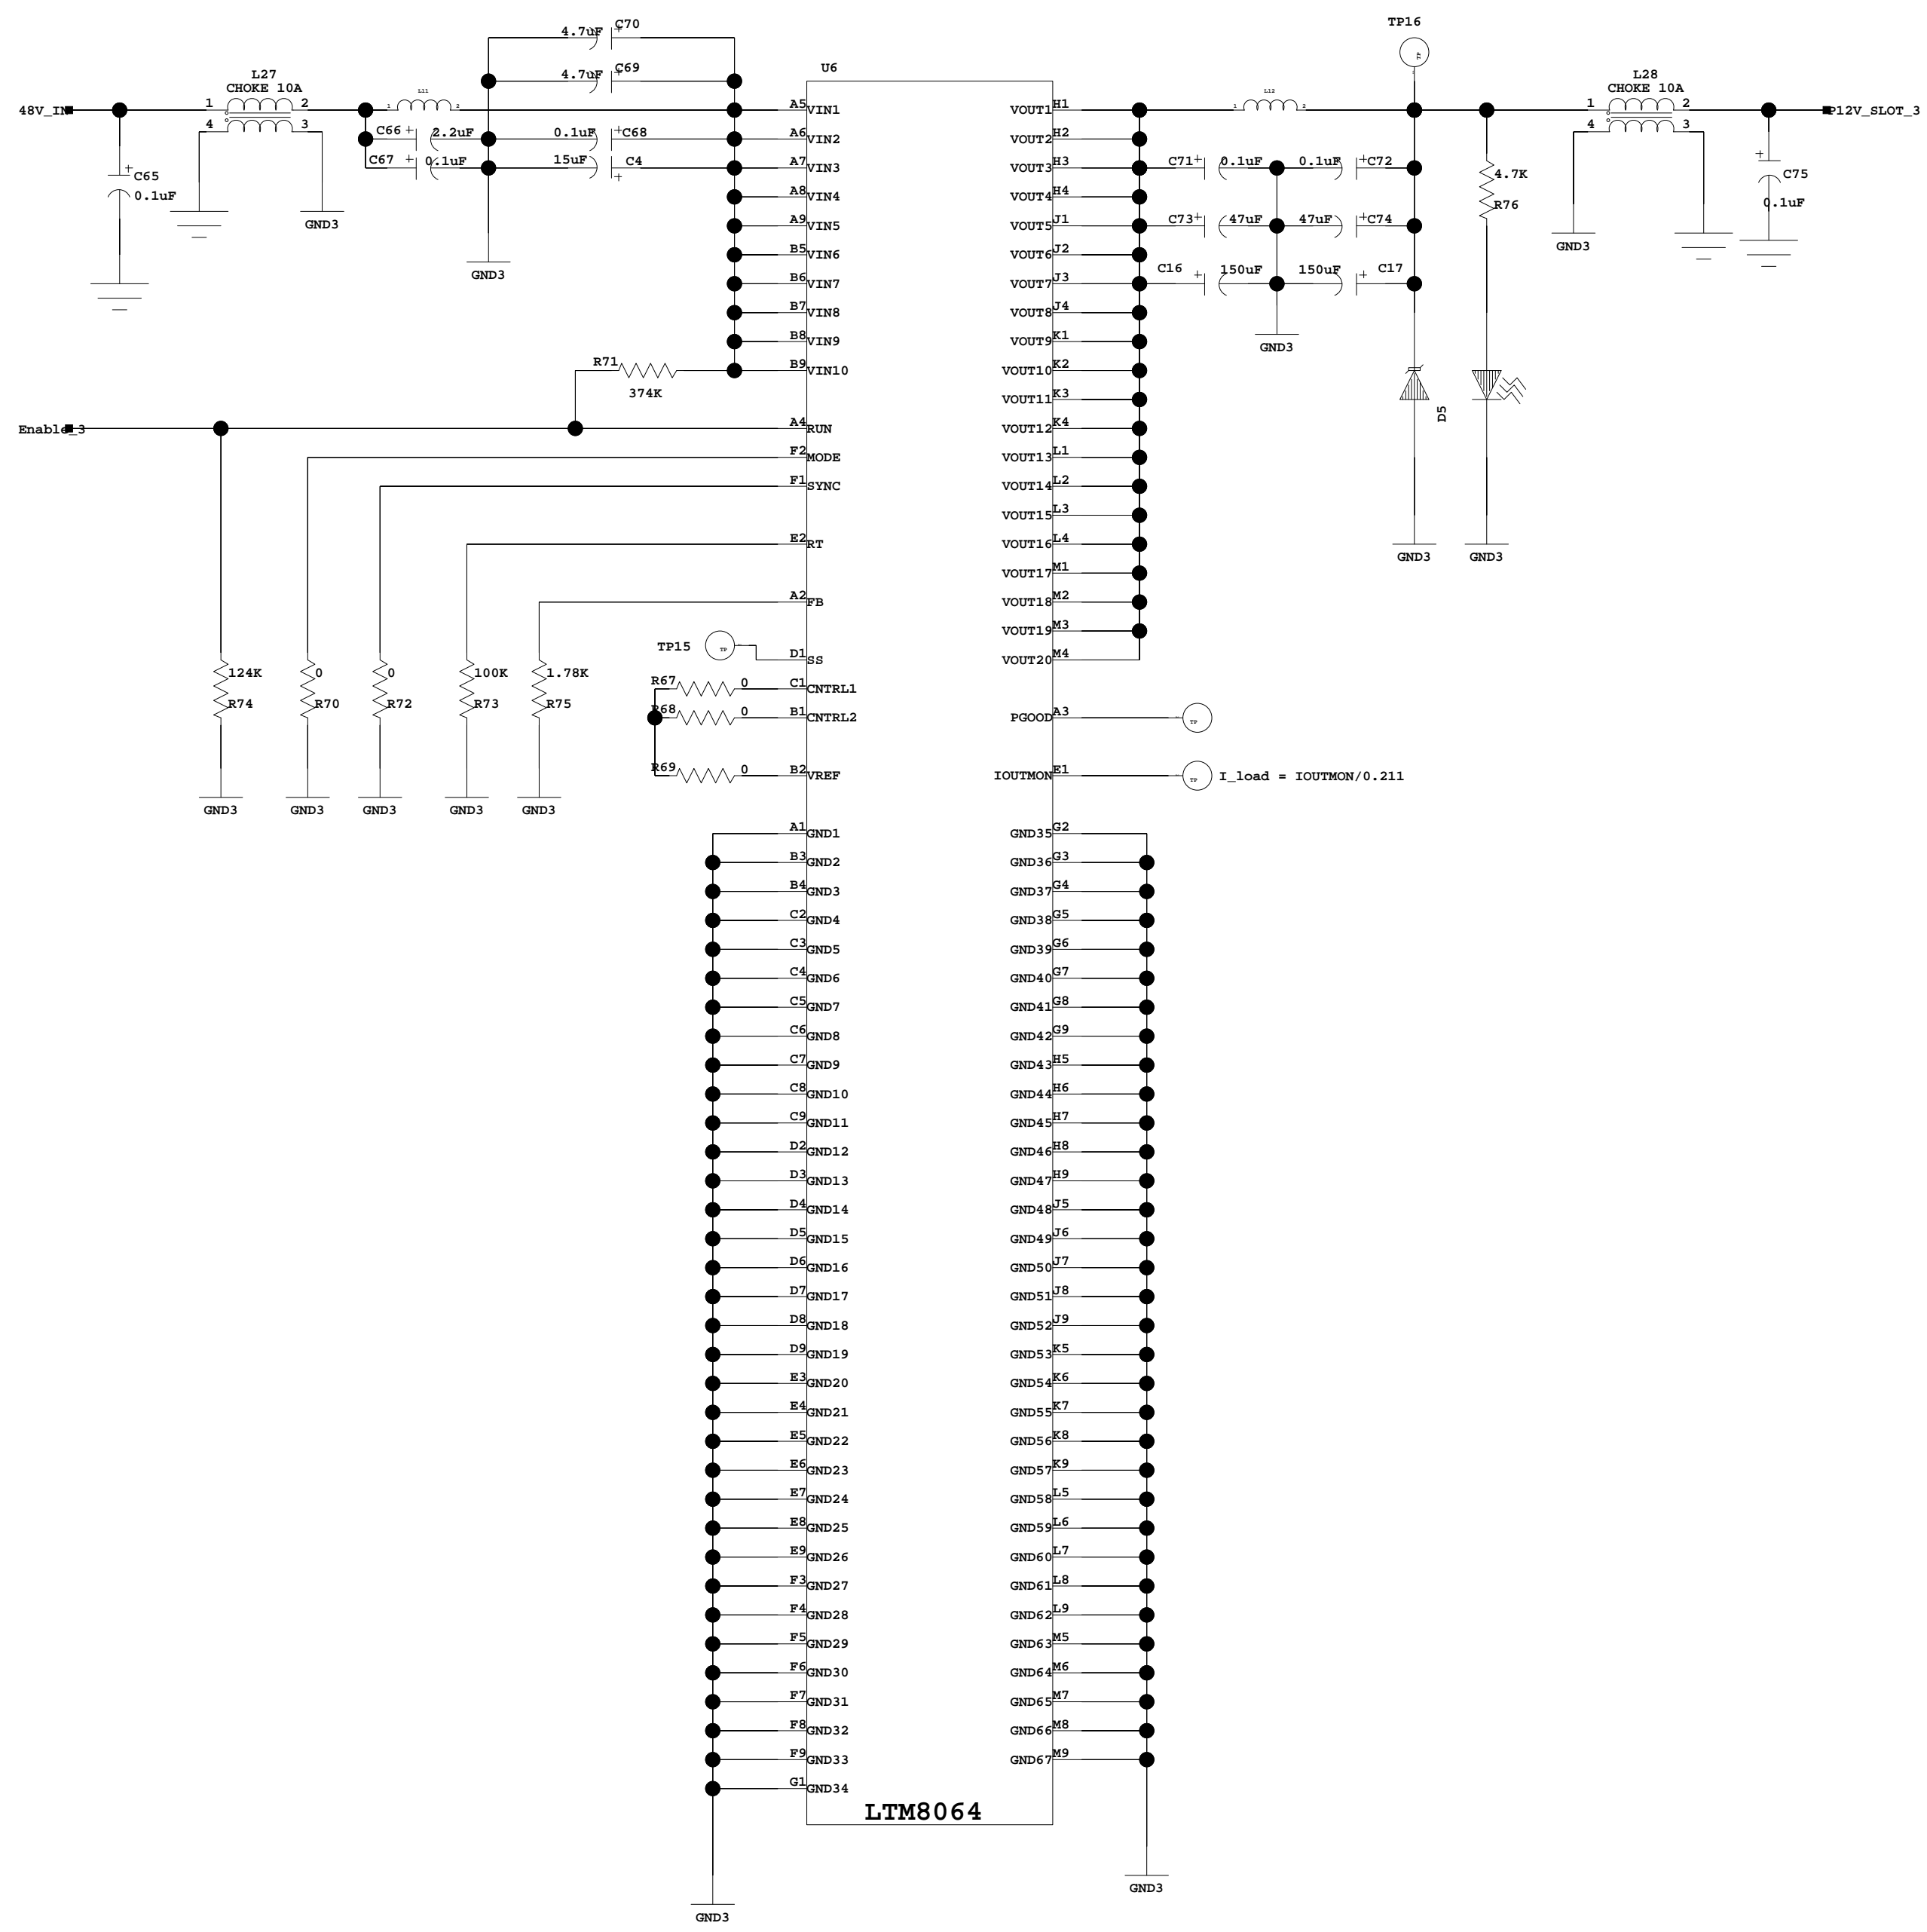 C70
4.7uF
TP16
C69
4.7uF
U6
L27
CHOKE 10A
L28
CHOKE 10A
L11
L12
48V_IN
1 2
1 2
A5 VIN1
VOUT1 H1
1 2
1 2
P12V_SLOT_3
4 3
C66 2.2uF
0.1uF C68
A6 VIN2
VOUT2 H2
4 3
C67 0.1uF
15uF C4
A7 VIN3
VOUT3 H3
C71 0.1uF
0.1uF C72
C65
0.1uF
4.7K
R76
C75
0.1uF
A8 VIN4
VOUT4 H4
GND3
A9 VIN5
VOUT5 J1
C73 47uF
47uF C74
GND3
B5 VIN6
VOUT6 J2
GND3
B6 VIN7
VOUT7 J3
C16 150uF
150uF C17
B7 VIN8
VOUT8 J4
B8 VIN9
VOUT9 K1
GND3
R71
374K
B9 VIN10
VOUT10 K2
VOUT11 K3
D5
Enable_3
A4 RUN
VOUT12 K4
F2 MODE
VOUT13 L1
F1 SYNC
VOUT14 L2
VOUT15 L3
E2 RT
VOUT16 L4
GND3
GND3
VOUT17 M1
A2 FB
VOUT18 M2
VOUT19 M3
TP15
TP
D1 SS
VOUT20 M4
124K
R74
0
R70
0
R72
100K
R73
1.78K
R75
R67 0
C1 CNTRL1
R68 0
B1 CNTRL2
PGOOD A3
TP
R69 0
B2 VREF
IOUTMON E1
TP
I_load = IOUTMON/0.211
GND3
GND3
GND3
GND3
GND3
A1 GND1
GND35 G2
B3 GND2
GND36 G3
B4 GND3
GND37 G4
C2 GND4
GND38 G5
C3 GND5
GND39 G6
C4 GND6
GND40 G7
C5 GND7
GND41 G8
C6 GND8
GND42 G9
C7 GND9
GND43 H5
C8 GND10
GND44 H6
C9 GND11
GND45 H7
D2 GND12
GND46 H8
D3 GND13
GND47 H9
D4 GND14
GND48 J5
D5 GND15
GND49 J6
D6 GND16
GND50 J7
D7 GND17
GND51 J8
D8 GND18
GND52 J9
D9 GND19
GND53 K5
E3 GND20
GND54 K6
E4 GND21
GND55 K7
E5 GND22
GND56 K8
E6 GND23
GND57 K9
E7 GND24
GND58 L5
E8 GND25
GND59 L6
E9 GND26
GND60 L7
F3 GND27
GND61 L8
F4 GND28
GND62 L9
F5 GND29
GND63 M5
F6 GND30
GND64 M6
F7 GND31
GND65 M7
F8 GND32
GND66 M8
F9 GND33
GND67 M9
G1 GND34
LTM8064
GND3
GND3